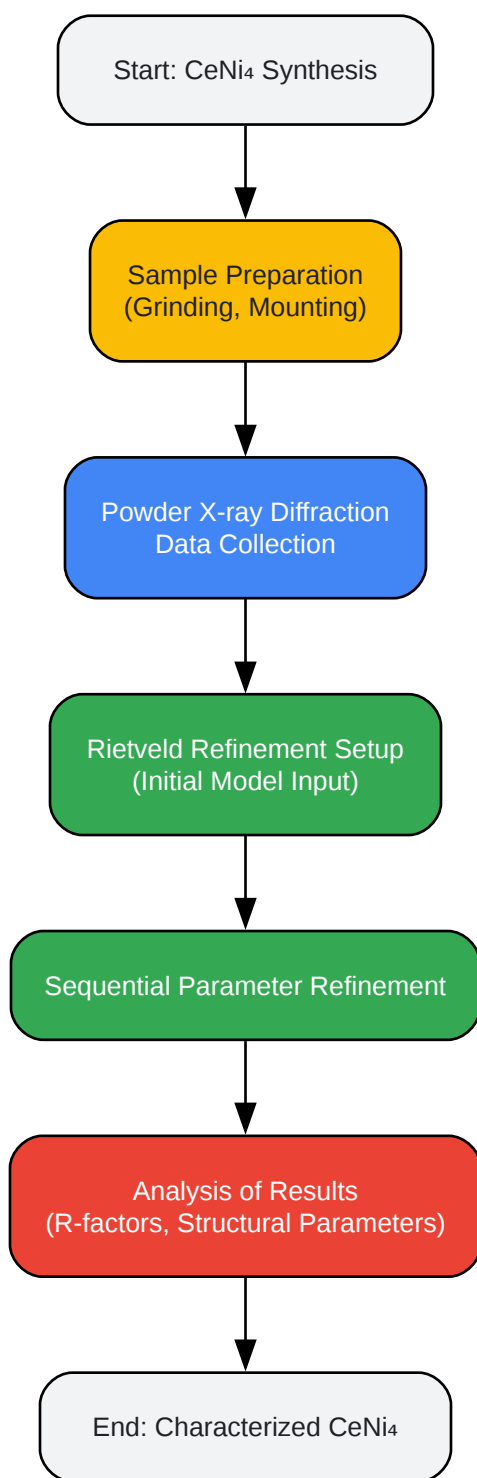 Start: CeNi₄ Synthesis
Sample Preparation
(Grinding, Mounting)
Powder X-ray Diffraction
Data Collection
Rietveld Refinement Setup
(Initial Model Input)
Sequential Parameter Refinement
Analysis of Results
(R-factors, Structural Parameters)
End: Characterized CeNi₄